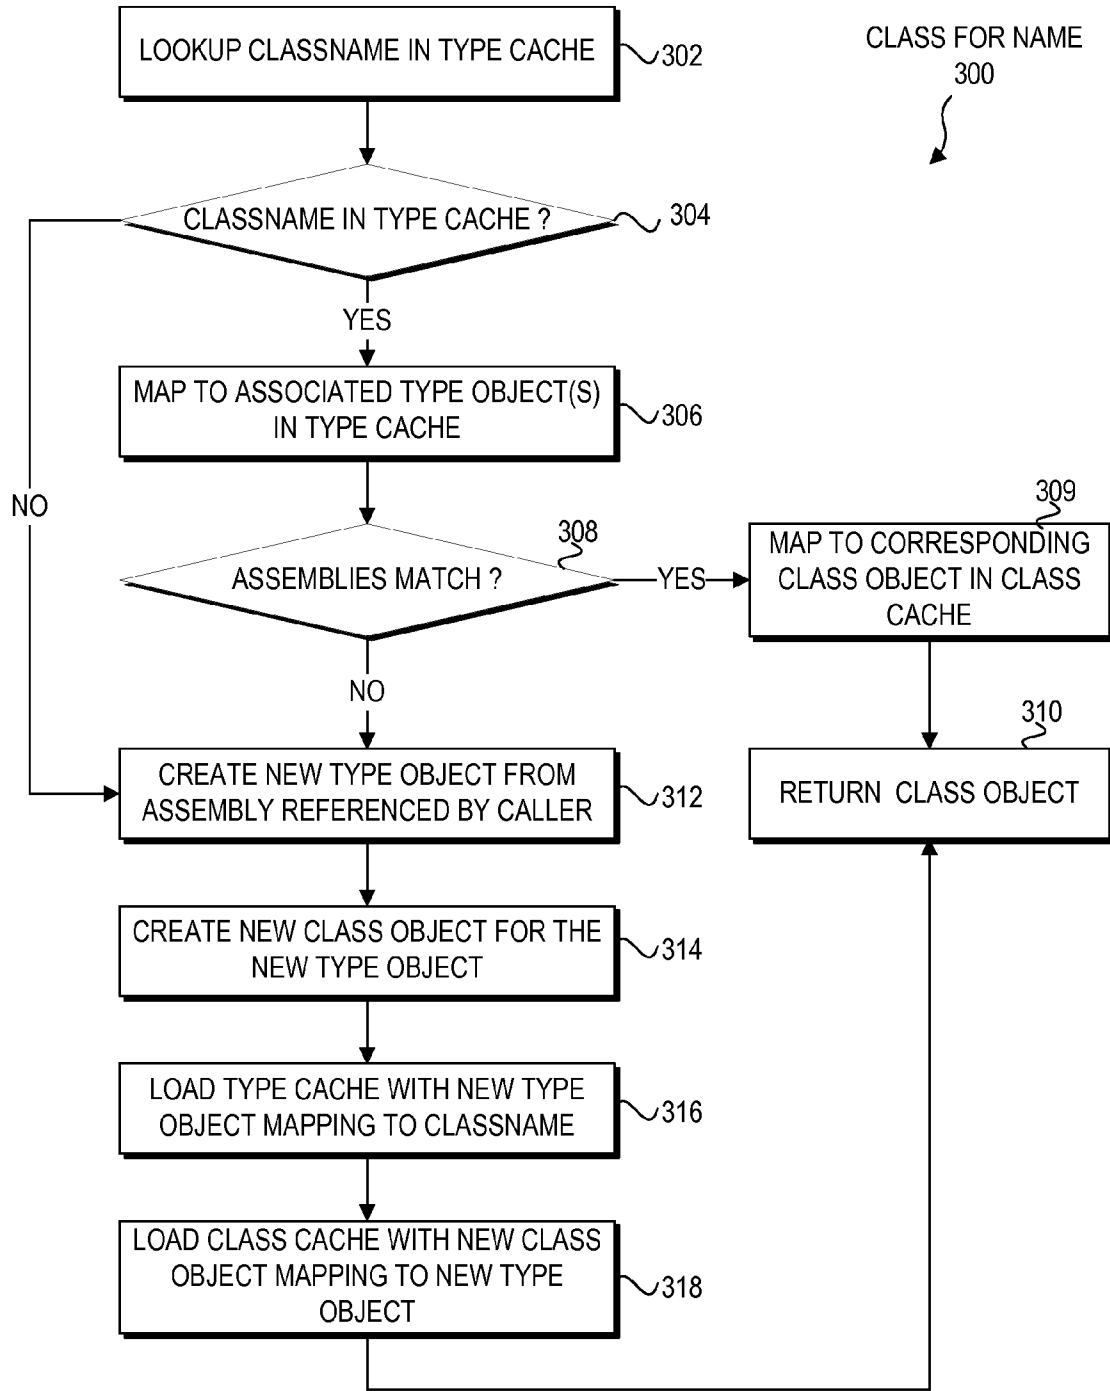 LOOKUP CLASSNAME IN TYPE CACHE
302
CLASS FOR NAME
300
CLASSNAME IN TYPE CACHE ?
304
YES
MAP TO ASSOCIATED TYPE OBJECT(S)
IN TYPE CACHE
306
NO
308
ASSEMBLIES MATCH ?
YES
309
MAP TO CORRESPONDING
CLASS OBJECT IN CLASS
CACHE
NO
310
RETURN CLASS OBJECT
CREATE NEW TYPE OBJECT FROM
ASSEMBLY REFERENCED BY CALLER
312
CREATE NEW CLASS OBJECT FOR THE
NEW TYPE OBJECT
314
LOAD TYPE CACHE WITH NEW TYPE
OBJECT MAPPING TO CLASSNAME
316
LOAD CLASS CACHE WITH NEW CLASS
OBJECT MAPPING TO NEW TYPE
OBJECT
318